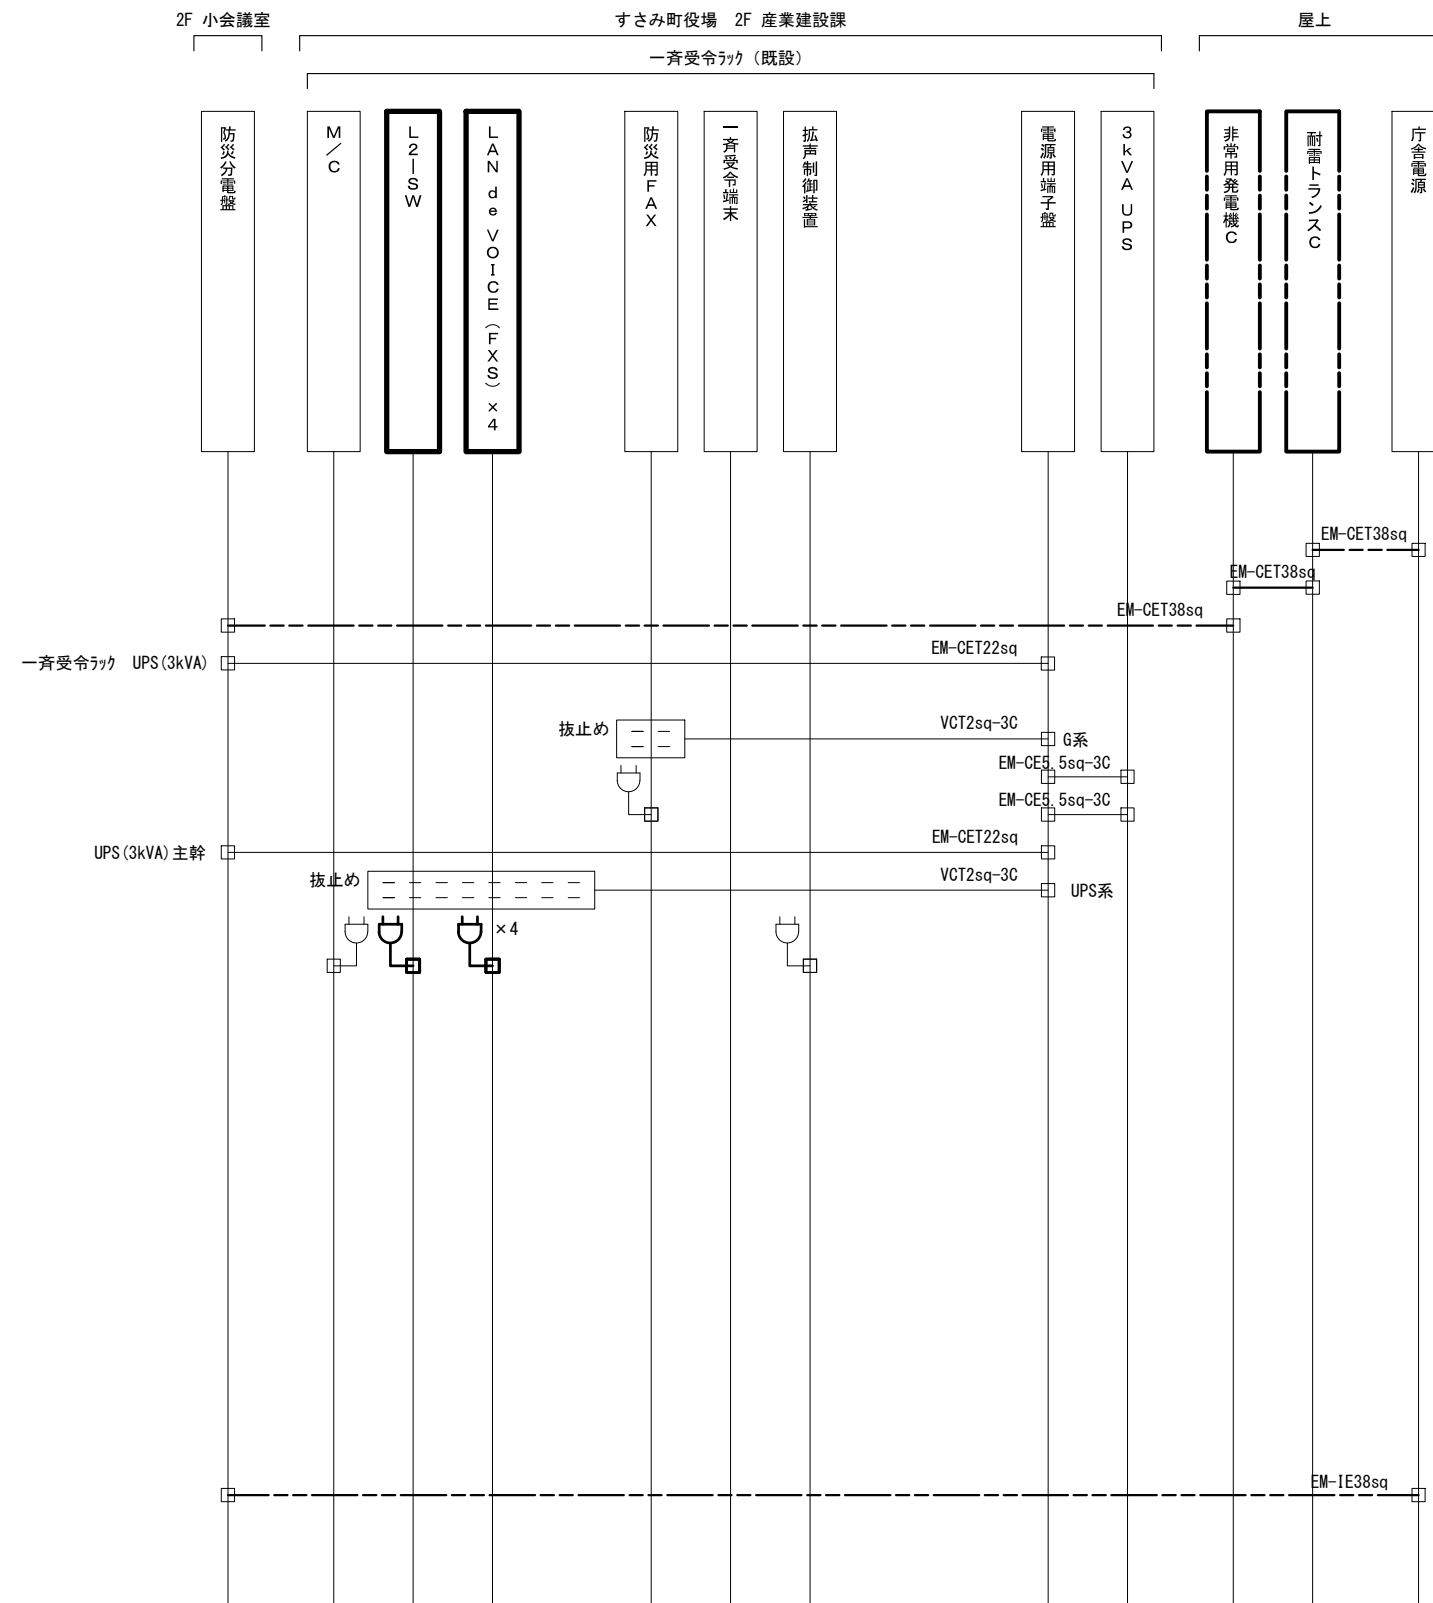 2F 小会議室
すさみ町役場 2F 産業建設課
屋上
一斉受令ﾗｯｸ（既設）
防災分電盤
M／C
L2ーSW
LAN de VOICE（FXS）×4
防災用FAX
一斉受令端末
拡声制御装置
電源用端子盤
3kVA UPS
非常用発電機C
耐雷トランスC
庁舎電源
EM-CET38sq
EM-CET38sq
EM-CET38sq
一斉受令ﾗｯｸ UPS(3kVA)
EM-CET22sq
抜止め
VCT2sq-3C
G系
EM-CE5.5sq-3C
EM-CE5.5sq-3C
UPS(3kVA)主幹
EM-CET22sq
抜止め
VCT2sq-3C
UPS系
×4
EM-IE38sq